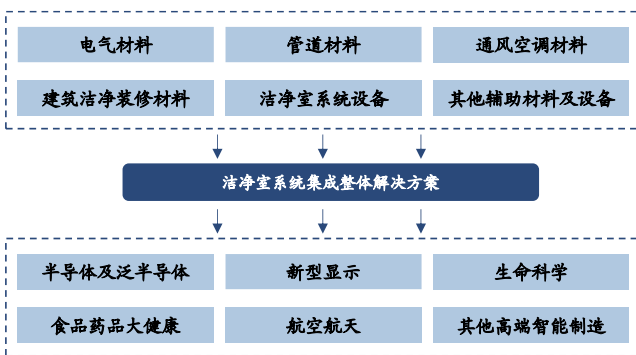 电气材料
管道材料
通风空调材料
建筑洁净装修材料
洁净室系统设备
其他辅助材料及设备
洁净室系统集成整体解决方案
半导体及泛半导体
新型显示
生命科学
食品药品大健康
航空航天
其他高端智能制造